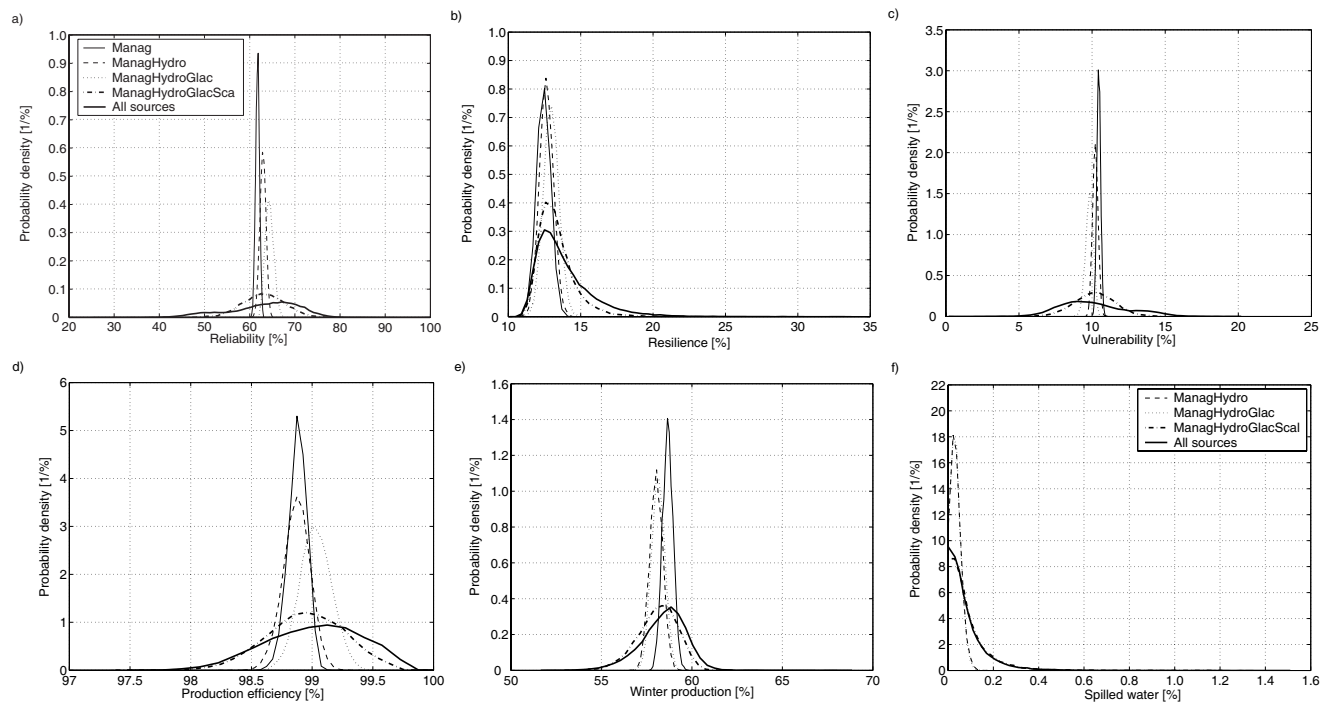 a)
1.0
0.9
0.8
0.7
0.6
0.5
0.4
0.3
0.2
0.1
0
Probability density [1/%]
Manag
ManagHydro
ManagHydroGlac
ManagHydroGlacSca
All sources
20 30 40 50 60 70 80 90 100
Reliability [%]
b)
1.0
0.9
0.8
0.7
0.6
0.5
0.4
0.3
0.2
0.1
0
Probability density [1/%]
10 15 20 25 30 35
Resilience [%]
c)
3.5
3.0
2.5
2.0
1.5
1.0
0.5
0
Probability density [1/%]
0 5 10 15 20 25
Vulnerability [%]
d)
6
5
4
3
2
1
0
Probability density [1/%]
97 97.5 98 98.5 99 99.5 100
Production efficiency [%]
e)
1.6
1.4
1.2
1.0
0.8
0.6
0.4
0.2
0
Probability density [1/%]
50 55 60 65 70
Winter production [%]
f)
22
20
18
16
14
12
10
8
6
4
2
0
Probability density [1/%]
ManagHydro
ManagHydroGlac
ManagHydroGlacScal
All sources
0 0.2 0.4 0.6 0.8 1.0 1.2 1.4 1.6
Spilled water [%]